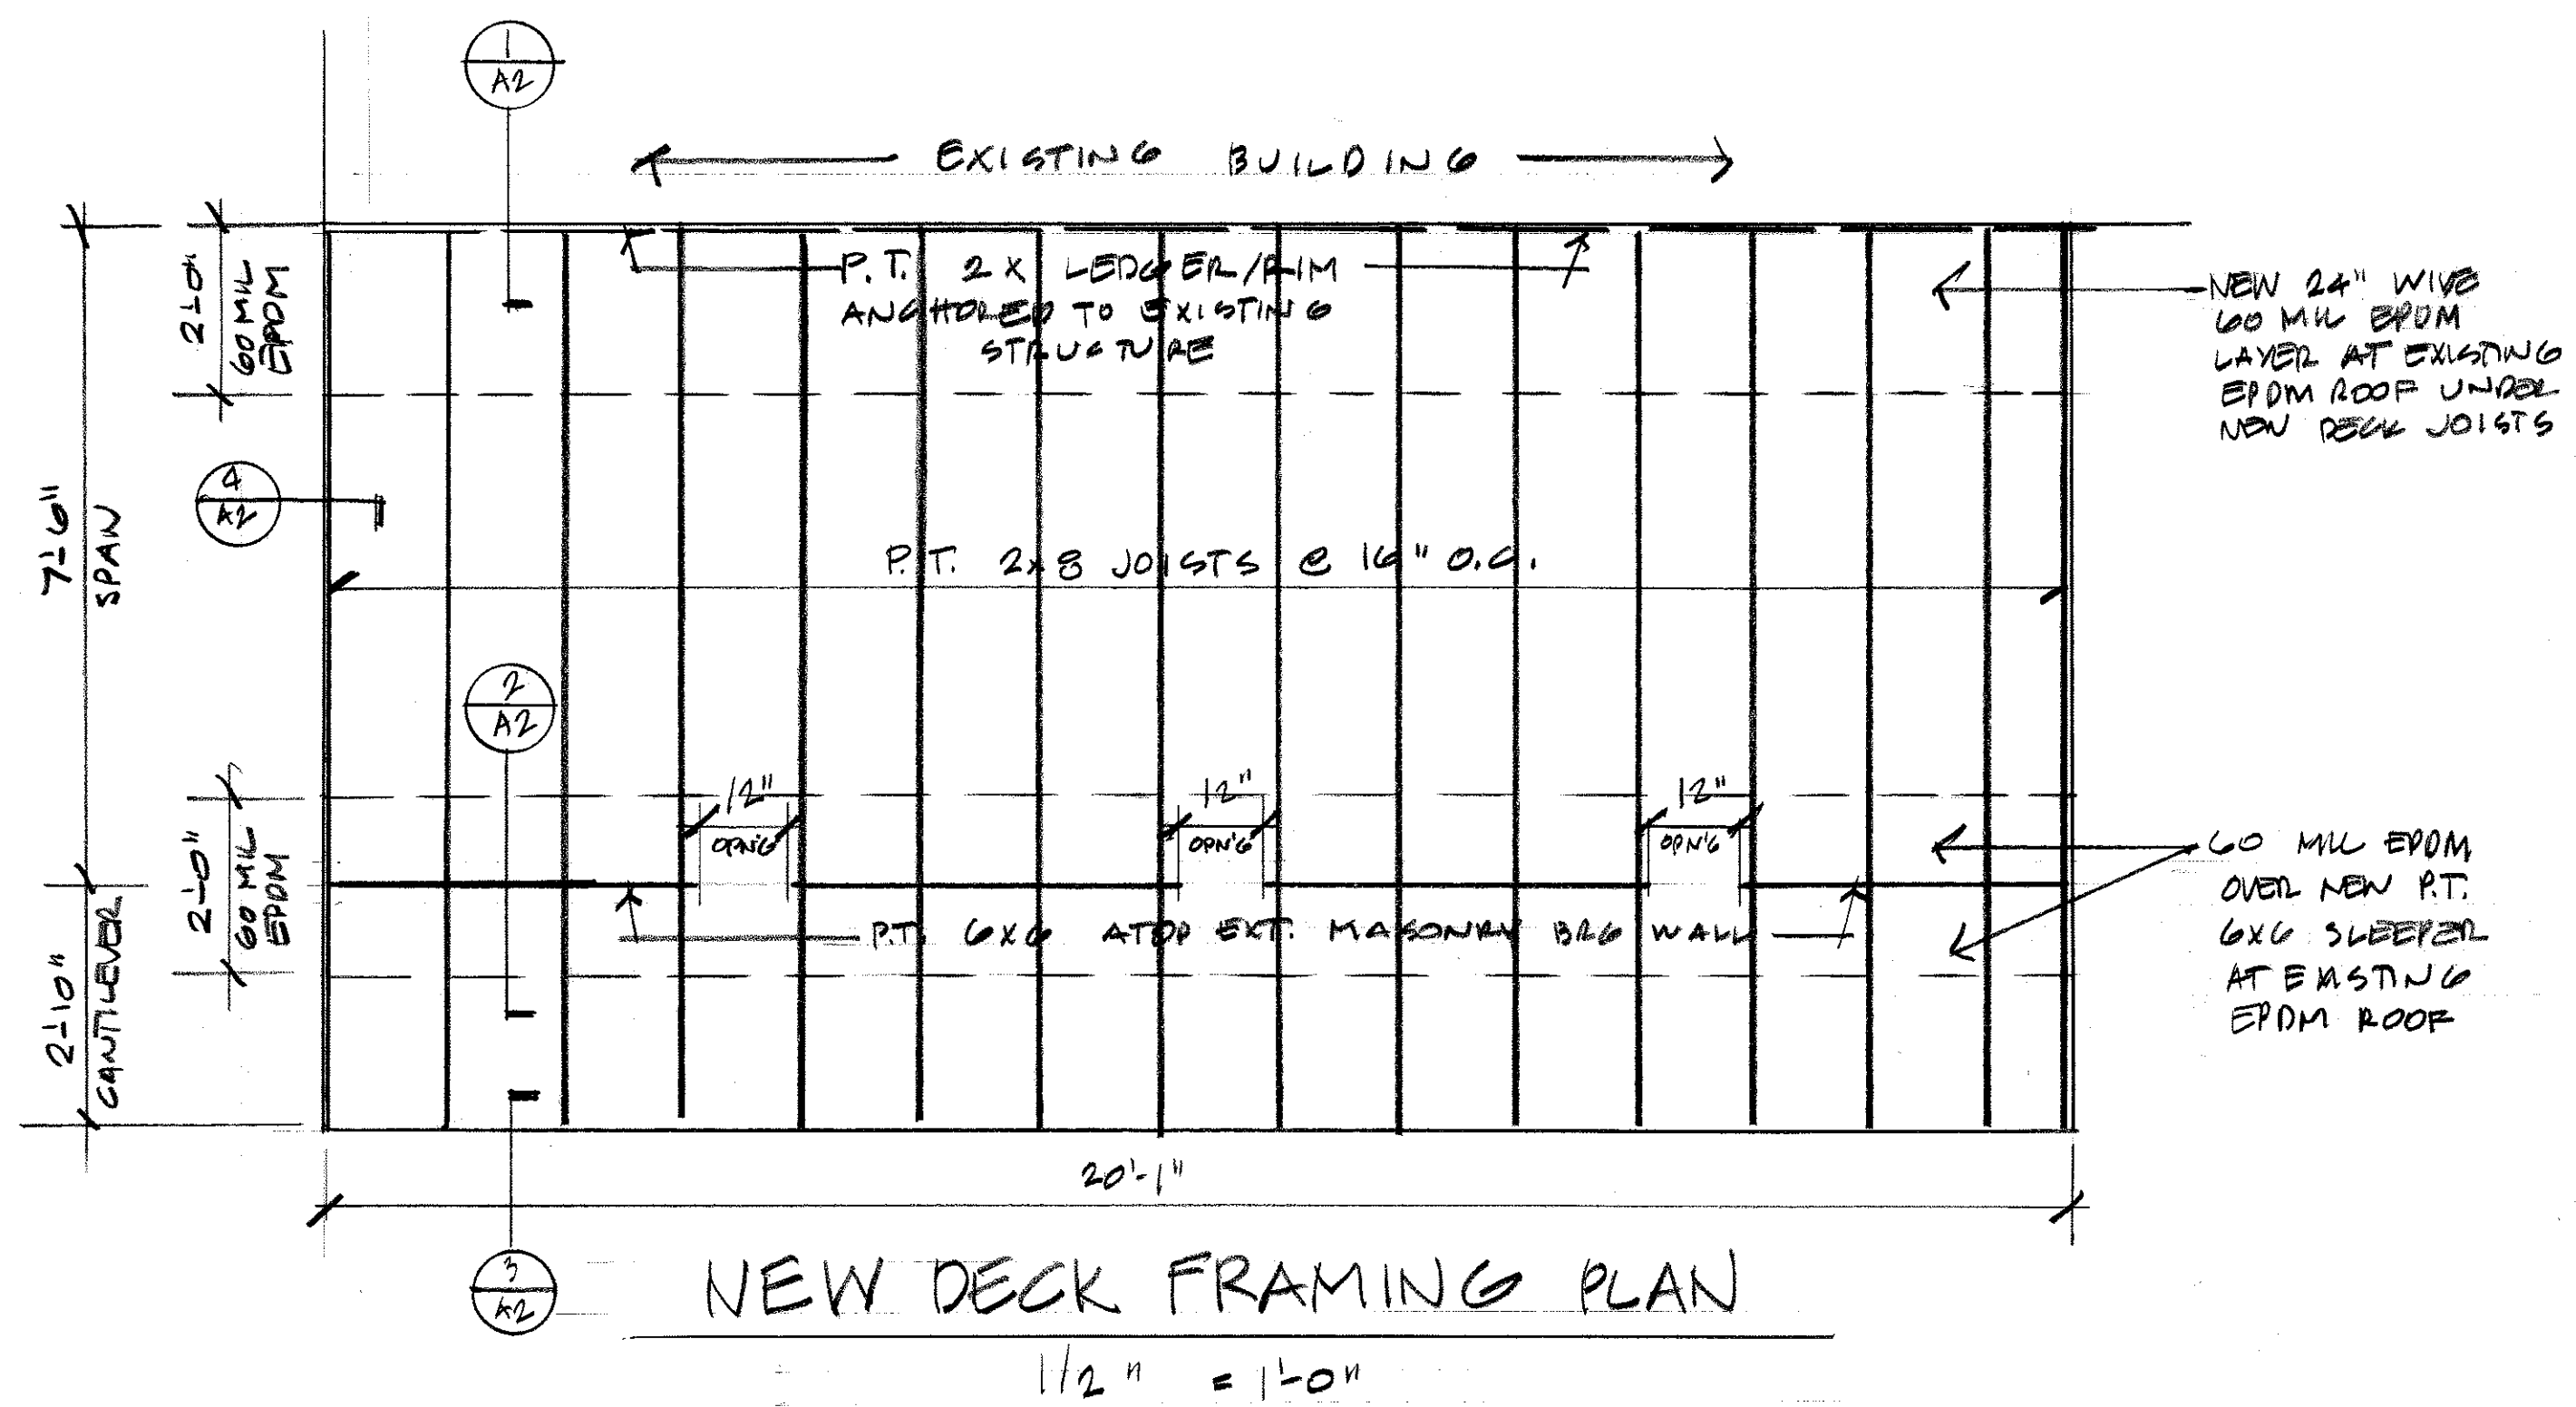 1
A2
EXISTING BUILDING
2'-0"
60 MIL
EPDM
P.T. 2X LEDGER/RIM
ANCHORED TO EXISTING
STRUCTURE
NEW 24" WIDE
60 MIL EPDM
LAYER AT EXISTING
EPDM ROOF UNDER
NEW DECK JOISTS
4
A2
7'-6"
SPAN
P.T. 2x8 JOISTS @ 16" O.C.
2
A2
12"
OPN'G
12"
OPN'G
12"
OPN'G
2'-0"
60 MIL
EPDM
60 MIL EPDM
OVER NEW P.T.
6X6 SLEEPER
AT EXISTING
EPDM ROOF
P.T. 6X6 ATOP EXT. MASONRY BRG WALL
2'-10"
CANTILEVER
20'-1"
3
A2
NEW DECK FRAMING PLAN
1/2" = 1'-0"